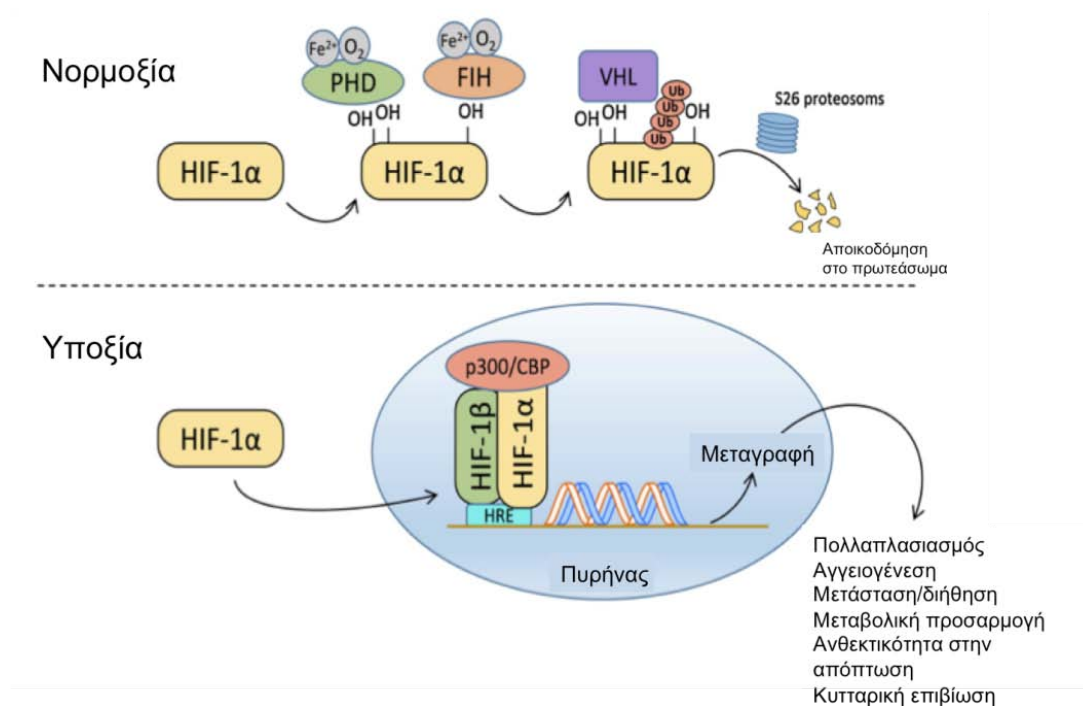 Νορμοξία
Fe²⁺ O₂
PHD
OH OH
HIF-1α
Fe²⁺ O₂
FIH
OH
HIF-1α
VHL
Ub
Ub
Ub
Ub
OH OH
OH
HIF-1α
S26 proteosoms
Αποικοδόμηση
στο πρωτεάσωμα
Υποξία
HIF-1α
p300/CBP
HIF-1β
HIF-1α
HRE
Μεταγραφή
Πυρήνας
Πολλαπλασιασμός
Αγγειογένεση
Μετάσταση/διήθηση
Μεταβολική προσαρμογή
Ανθεκτικότητα στην
απόπτωση
Κυτταρική επιβίωση